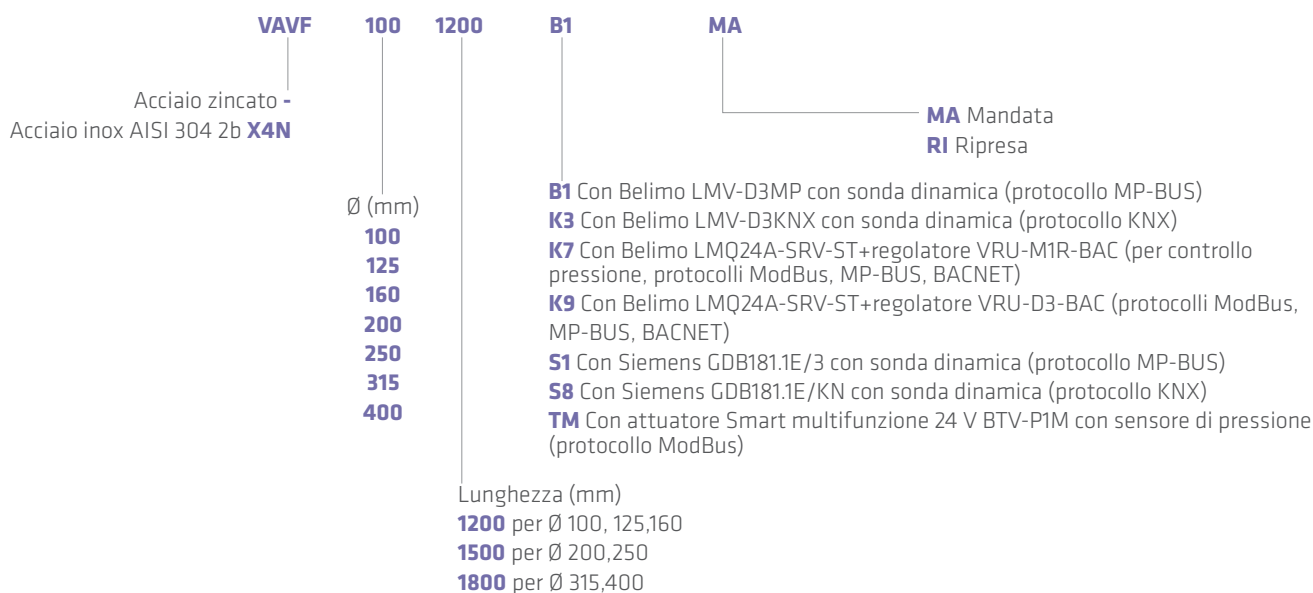 VAVF 100 1200 B1 MA
Acciaio zincato -
Acciaio inox AISI 304 2b X4N
MA Mandata
RI Ripresa
Ø (mm)
100
125
160
200
250
315
400
B1 Con Belimo LMV-D3MP con sonda dinamica (protocollo MP-BUS)
K3 Con Belimo LMV-D3KNX con sonda dinamica (protocollo KNX)
K7 Con Belimo LMQ24A-SRV-ST+regolatore VRU-M1R-BAC (per controllo
pressione, protocolli ModBus, MP-BUS, BACNET)
K9 Con Belimo LMQ24A-SRV-ST+regolatore VRU-D3-BAC (protocolli ModBus,
MP-BUS, BACNET)
S1 Con Siemens GDB181.1E/3 con sonda dinamica (protocollo MP-BUS)
S8 Con Siemens GDB181.1E/KN con sonda dinamica (protocollo KNX)
TM Con attuatore Smart multifunzione 24 V BTV-P1M con sensore di pressione
(protocollo ModBus)
Lunghezza (mm)
1200 per Ø 100, 125,160
1500 per Ø 200,250
1800 per Ø 315,400